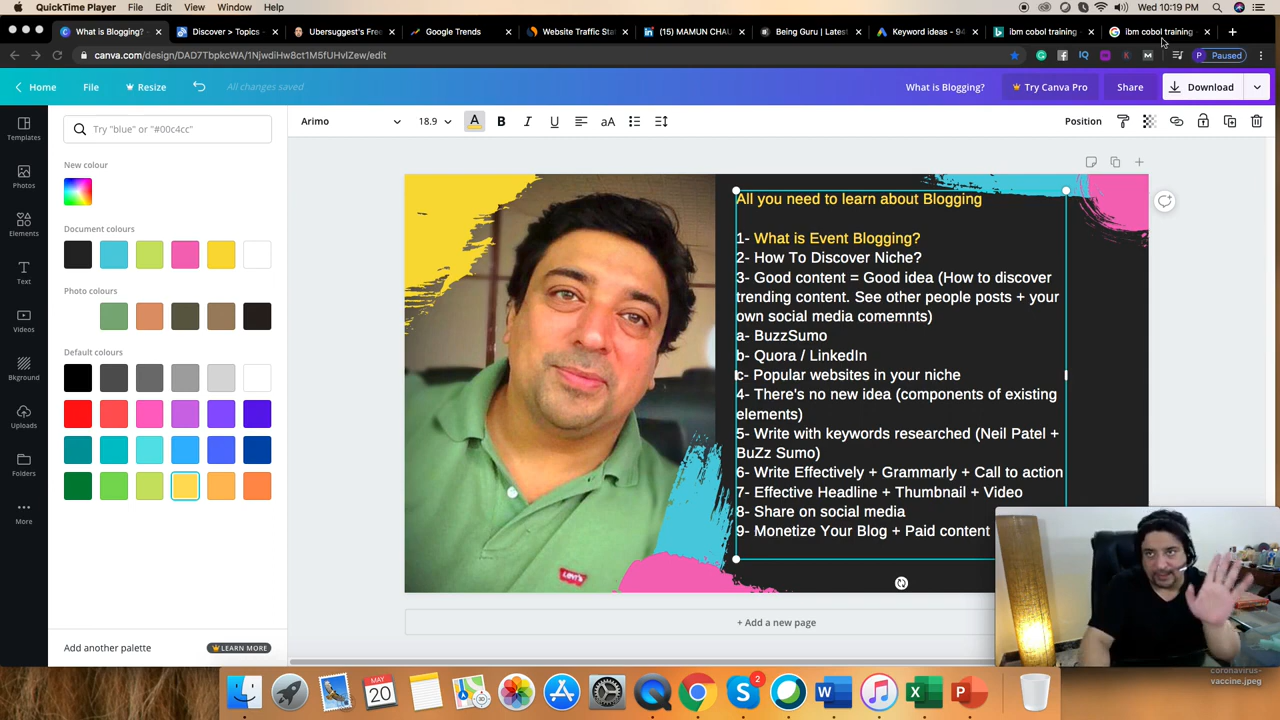 QuickTime Player File Edit View Window Help
Wed 10:19 PM
What is Blogging?
Discover > Topics -
Ubersuggest's Free
Google Trends
Website Traffic Stat
(15) MAMUN CHAU
Being Guru | Latest
Keyword ideas - 94
ibm cobol training -
ibm cobol training
canva.com/design/DAD7TbpkcWA/1NjwdiHw8ct1M5fUHvIZew/edit
Paused
Home
File
Resize
All changes saved
What is Blogging?
Try Canva Pro
Share
Download
Arimo
18.9
A
B
I
U
aA
Position
Templates
Photos
Elements
Text
Videos
Bkground
Uploads
Folders
More
Try "blue" or "#00c4cc"
New colour
Document colours
Photo colours
Default colours
Add another palette
LEARN MORE
All you need to learn about Blogging
1- What is Event Blogging?
2- How To Discover Niche?
3- Good content = Good idea (How to discover
trending content. See other people posts + your
own social media comemnts)
a- BuzzSumo
b- Quora / LinkedIn
c- Popular websites in your niche
4- There's no new idea (components of existing
elements)
5- Write with keywords researched (Neil Patel +
BuZz Sumo)
6- Write Effectively + Grammarly + Call to action
7- Effective Headline + Thumbnail + Video
8- Share on social media
9- Monetize Your Blog + Paid content
Levi's
+ Add a new page
coronavirus-
vaccine.jpeg
MAY
20
2